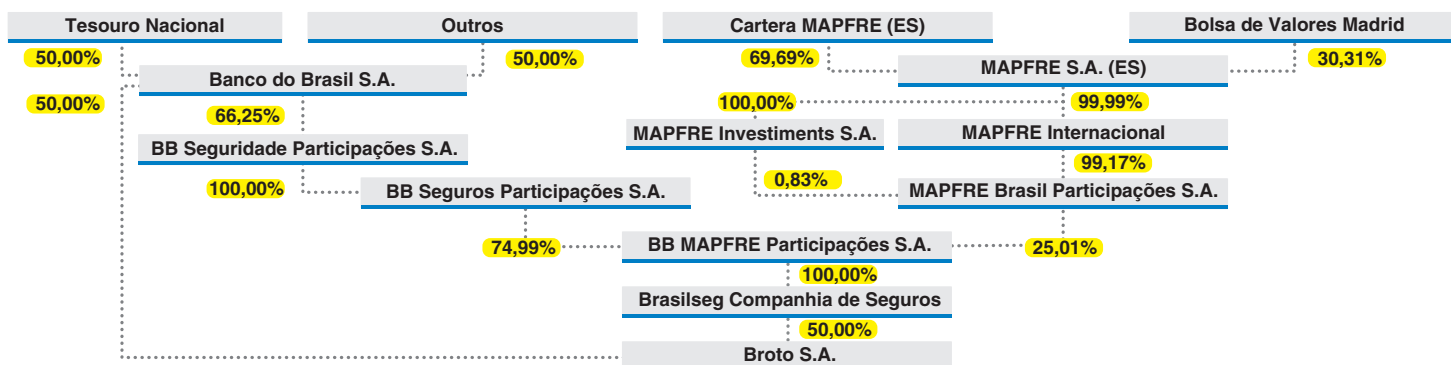 Tesouro Nacional
Outros
Cartera MAPFRE (ES)
Bolsa de Valores Madrid
50,00%
50,00%
69,69%
30,31%
Banco do Brasil S.A.
MAPFRE S.A. (ES)
50,00%
66,25%
100,00%
99,99%
BB Seguridade Participações S.A.
MAPFRE Investiments S.A.
MAPFRE Internacional
99,17%
100,00%
0,83%
BB Seguros Participações S.A.
MAPFRE Brasil Participações S.A.
74,99%
BB MAPFRE Participações S.A.
25,01%
100,00%
Brasilseg Companhia de Seguros
50,00%
Broto S.A.